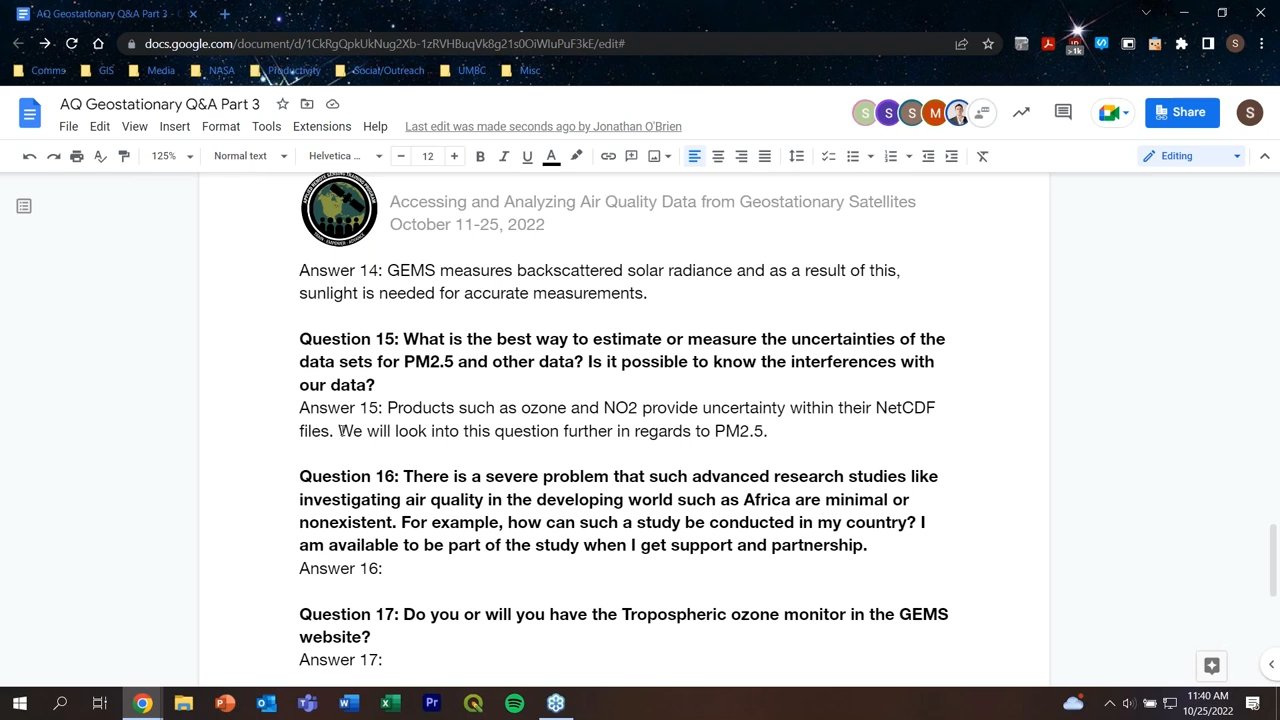 AQ Geostationary Q&A Part 3 -
docs.google.com/document/d/1CkRgQpkUkNug2Xb-1zRVHBuqVk8g21s0OiWIuPuF3kE/edit#
>1k
S
Comms
GIS
Media
NASA
Productivity
Social/Outreach
UMBC
Misc
AQ Geostationary Q&A Part 3
S S S M
Share
S
File Edit View Insert Format Tools Extensions Help Last edit was made seconds ago by Jonathan O'Brien
125% Normal text Helvetica ... − 12 + B I U A Editing
Accessing and Analyzing Air Quality Data from Geostationary Satellites
October 11-25, 2022
Answer 14: GEMS measures backscattered solar radiance and as a result of this,
sunlight is needed for accurate measurements.
Question 15: What is the best way to estimate or measure the uncertainties of the
data sets for PM2.5 and other data? Is it possible to know the interferences with
our data?
Answer 15: Products such as ozone and NO2 provide uncertainty within their NetCDF
files. We will look into this question further in regards to PM2.5.
Question 16: There is a severe problem that such advanced research studies like
investigating air quality in the developing world such as Africa are minimal or
nonexistent. For example, how can such a study be conducted in my country? I
am available to be part of the study when I get support and partnership.
Answer 16:
Question 17: Do you or will you have the Tropospheric ozone monitor in the GEMS
website?
Answer 17:
11:40 AM
10/25/2022